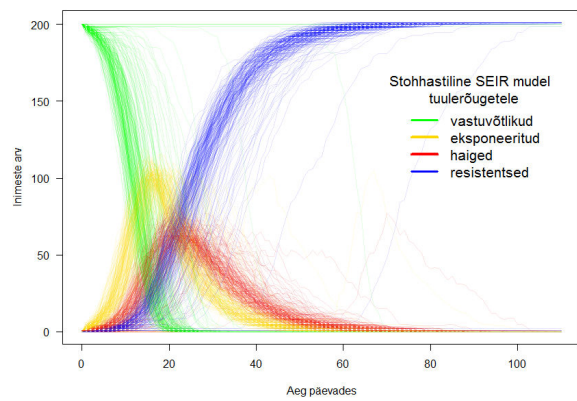 200
150
100
50
0
Inimeste arv
Stohhastiline SEIR mudel
tuulerõugetele
vastuvõtlikud
eksponeeritud
haiged
resistentsed
0 20 40 60 80 100
Aeg päevades